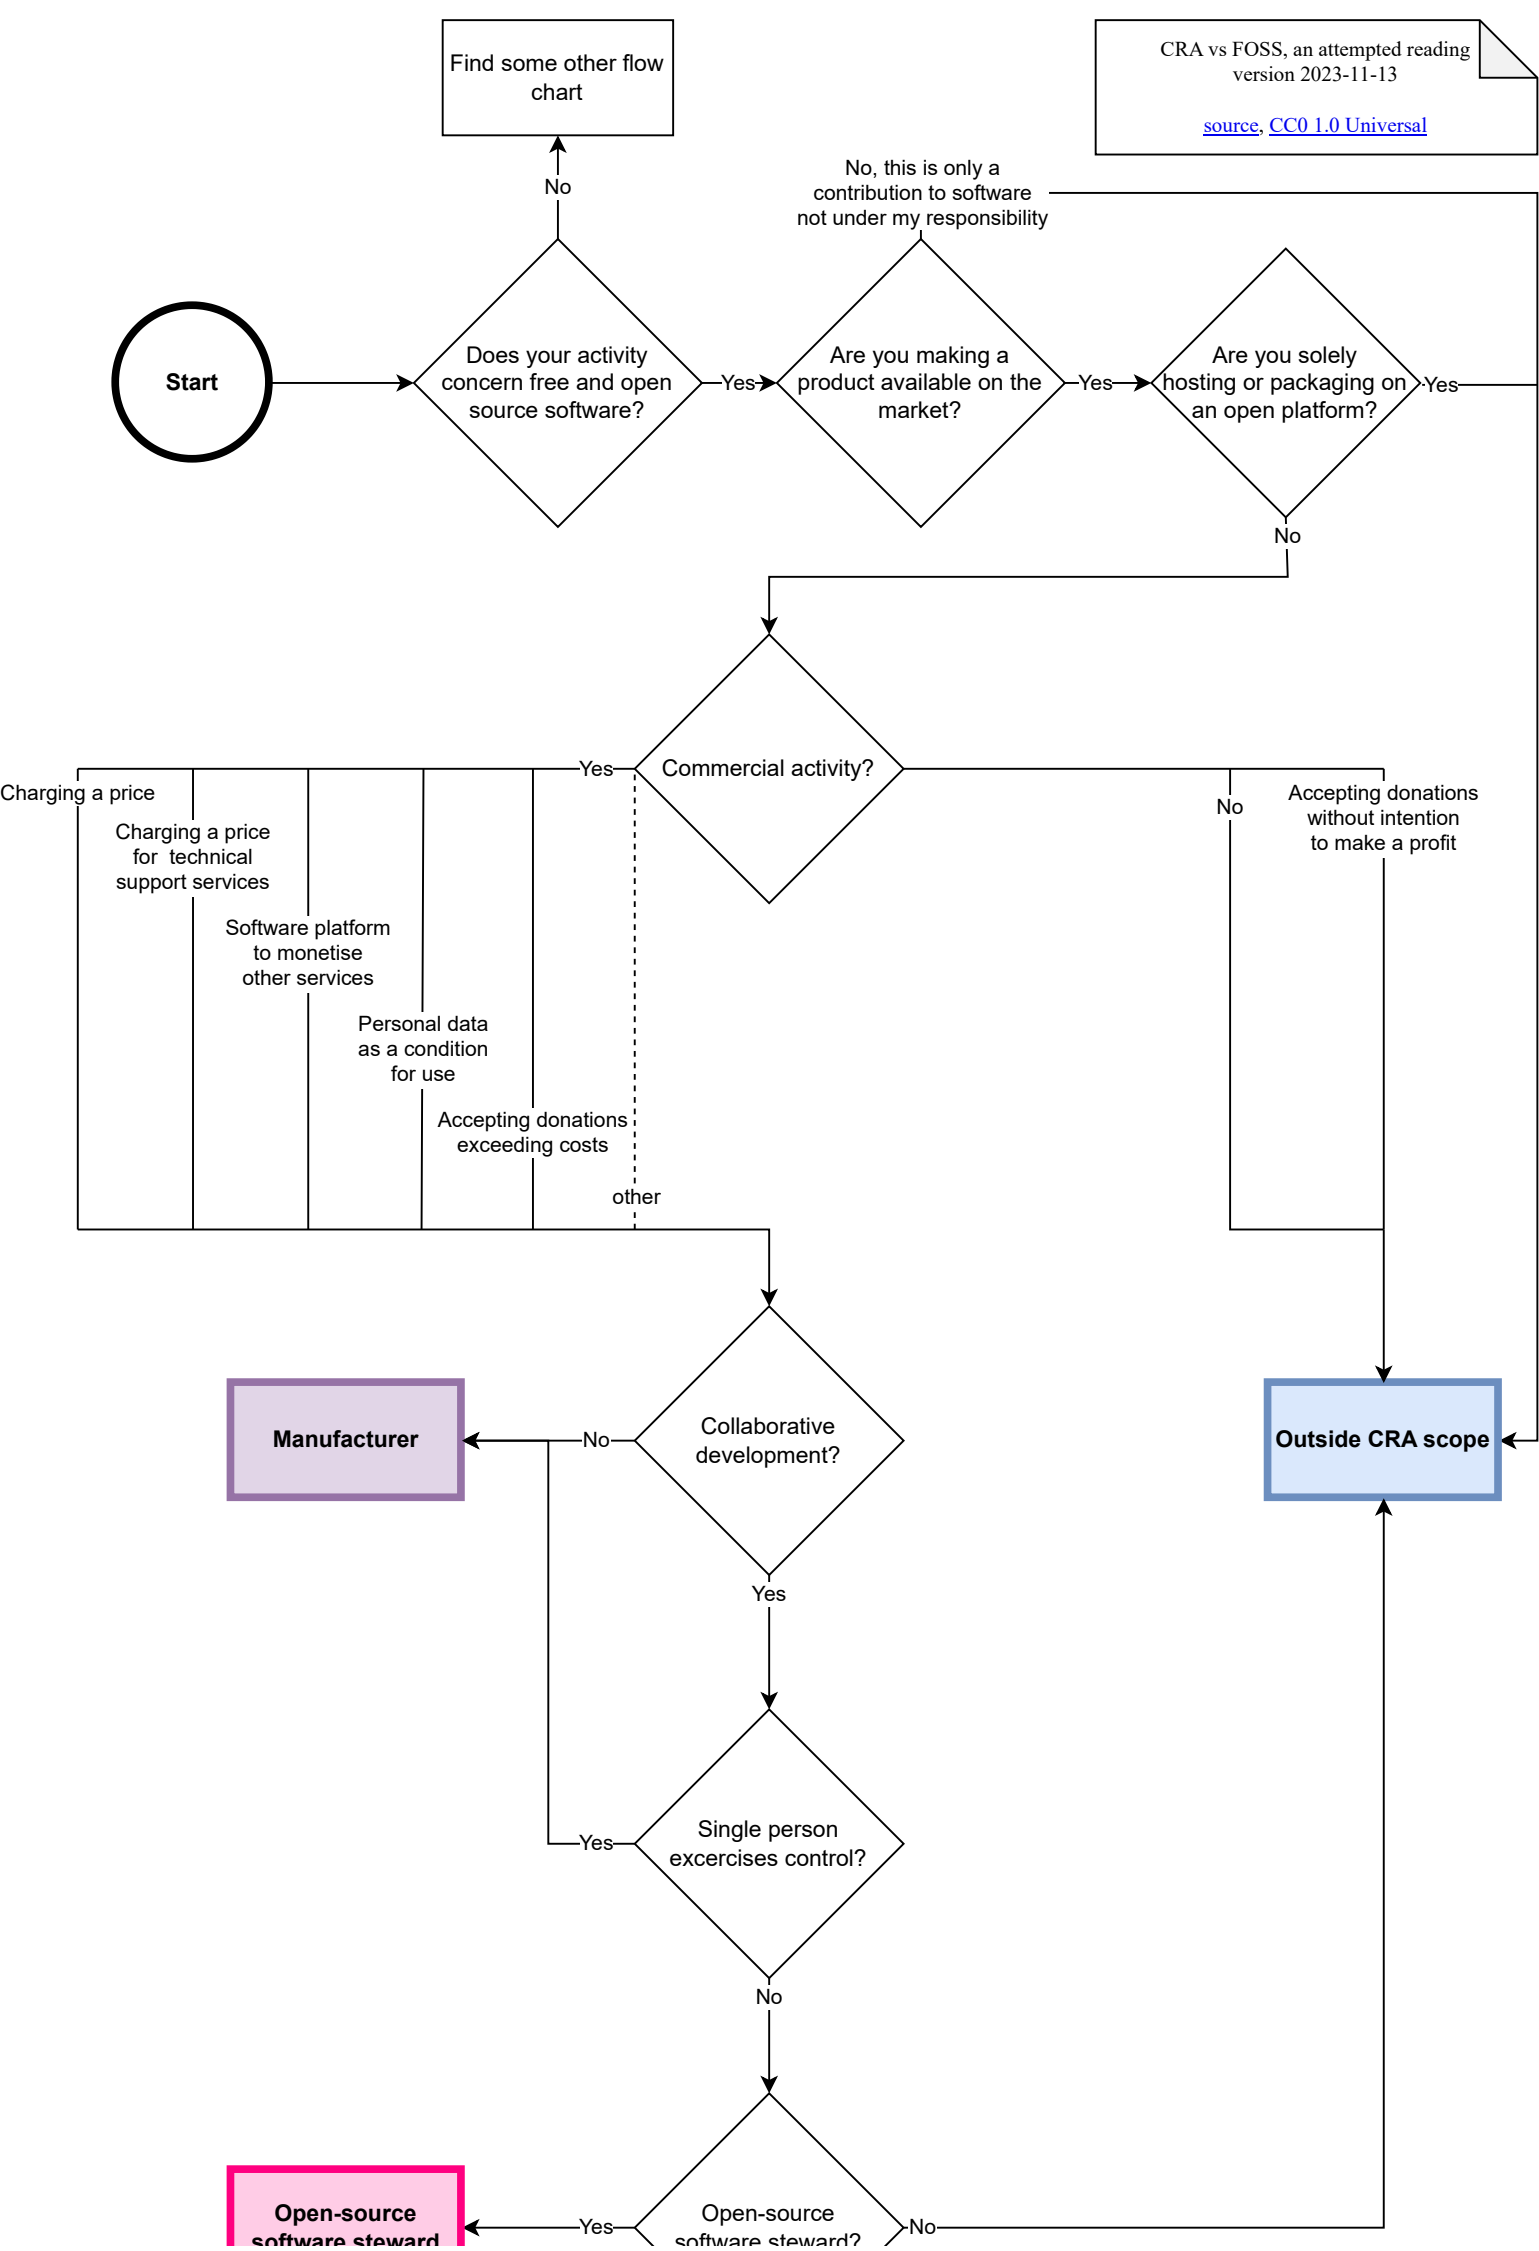 Find some other flow
chart
CRA vs FOSS, an attempted reading
version 2023-11-13
source, CC0 1.0 Universal
No
No, this is only a
contribution to software
not under my responsibility
Start
Does your activity
concern free and open
source software?
Yes
Are you making a
product available on the
market?
Yes
Are you solely
hosting or packaging on
an open platform?
Yes
No
Commercial activity?
Yes
Charging a price
Charging a price
for technical
support services
Software platform
to monetise
other services
Personal data
as a condition
for use
Accepting donations
exceeding costs
other
No
Accepting donations
without intention
to make a profit
Manufacturer
No
Collaborative
development?
Outside CRA scope
Yes
Yes
Single person
excercises control?
No
Open-source
software steward
Yes
Open-source
software steward?
No